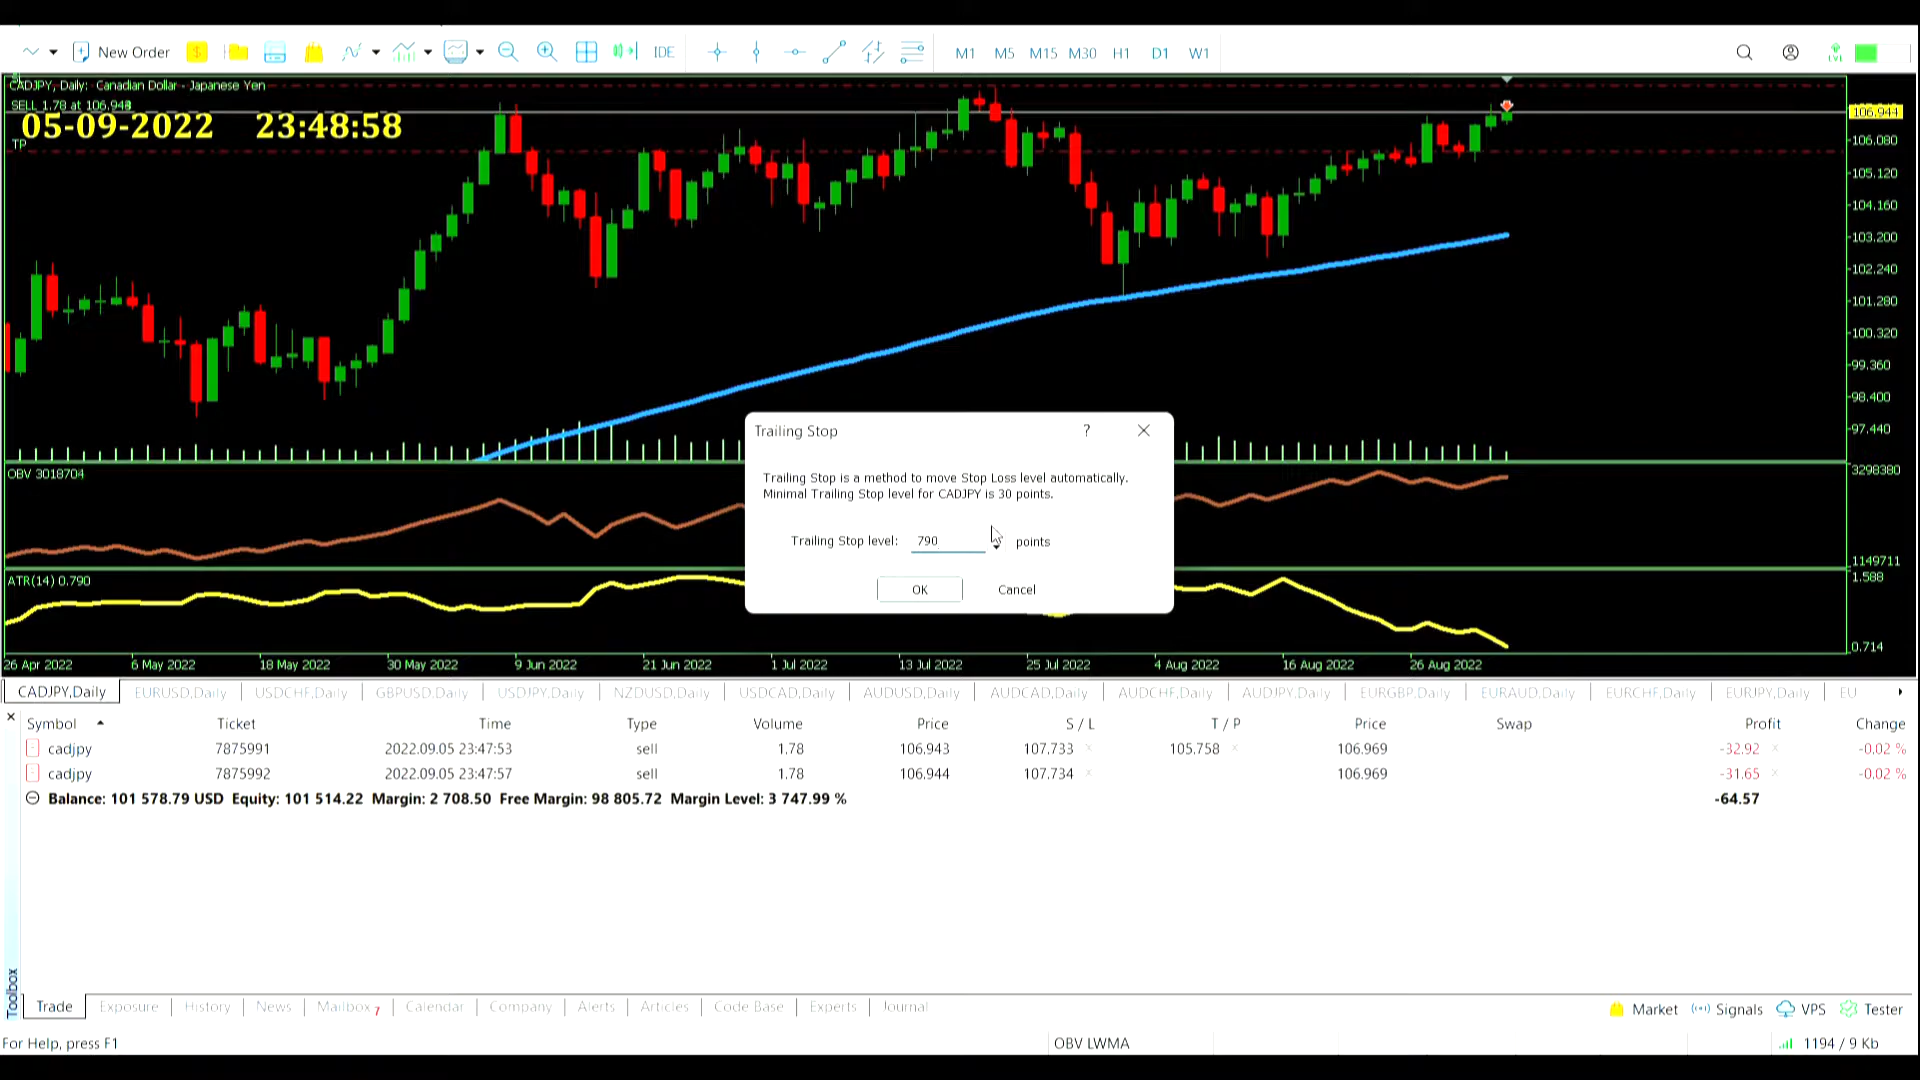 New Order IDE M1 M5 M15 M30 H1 D1 W1
CADJPY, Daily: Canadian Dollar - Japanese Yen
SELL 1.78 at 106.943
05-09-2022 23:48:58
TP
106.944
106.080
105.120
104.160
103.200
102.240
101.280
100.320
99.360
98.400
97.440
Trailing Stop ?
Trailing Stop is a method to move Stop Loss level automatically.
Minimal Trailing Stop level for CADJPY is 30 points.
Trailing Stop level: 790 points
OK Cancel
OBV 3018704
3298380
1149711
ATR(14) 0.790
1.588
0.714
26 Apr 2022 6 May 2022 18 May 2022 30 May 2022 9 Jun 2022 21 Jun 2022 1 Jul 2022 13 Jul 2022 25 Jul 2022 4 Aug 2022 16 Aug 2022 26 Aug 2022
CADJPY,Daily EURUSD,Daily USDCHF,Daily GBPUSD,Daily USDJPY,Daily NZDUSD,Daily USDCAD,Daily AUDUSD,Daily AUDCAD,Daily AUDCHF,Daily AUDJPY,Daily EURGBP,Daily EURAUD,Daily EURCHF,Daily EURJPY,Daily EU
Symbol Ticket Time Type Volume Price S / L T / P Price Swap Profit Change
cadjpy 7875991 2022.09.05 23:47:53 sell 1.78 106.943 107.733 105.758 106.969 -32.92 -0.02 %
cadjpy 7875992 2022.09.05 23:47:57 sell 1.78 106.944 107.734 106.969 -31.65 -0.02 %
Balance: 101 578.79 USD Equity: 101 514.22 Margin: 2 708.50 Free Margin: 98 805.72 Margin Level: 3 747.99 % -64.57
Toolbox
Trade Exposure History News Mailbox 7 Calendar Company Alerts Articles Code Base Experts Journal Market Signals VPS Tester
For Help, press F1 OBV LWMA 1194 / 9 Kb